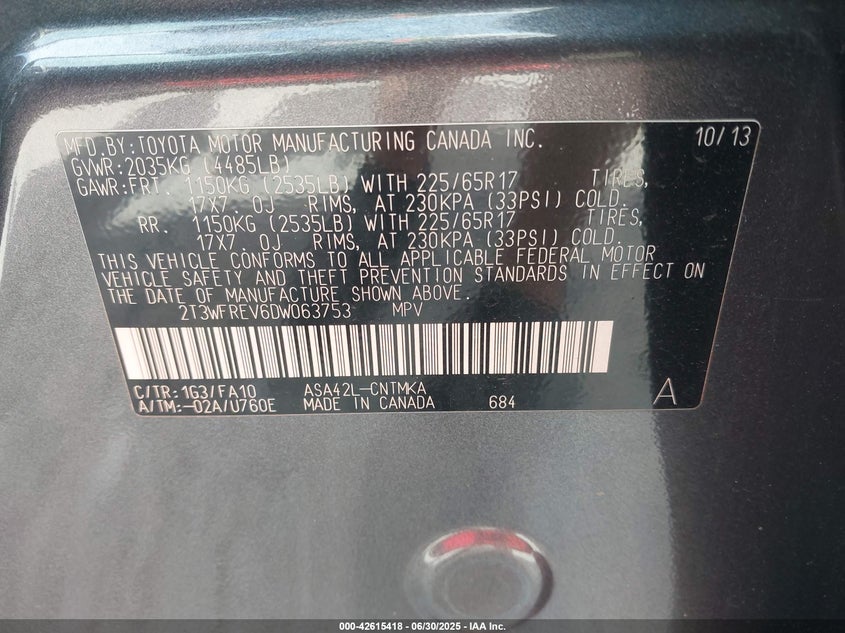 MFD.BY:TOYOTA MOTOR MANUFACTURING CANADA INC. 10/13
GVWR:2035KG (4485LB)
GAWR:FRT. 1150KG (2535LB) WITH 225/65R17 TIRES,
17X7.0J RIMS, AT 230KPA (33PSI) COLD.
RR. 1150KG (2535LB) WITH 225/65R17 TIRES,
17X7.0J RIMS, AT 230KPA (33PSI) COLD.
THIS VEHICLE CONFORMS TO ALL APPLICABLE FEDERAL MOTOR
VEHICLE SAFETY AND THEFT PREVENTION STANDARDS IN EFFECT ON
THE DATE OF MANUFACTURE SHOWN ABOVE.
2T3WFREV6DW063753 MPV
C/TR:1G3/FA10 ASA42L-CNTMKA
A/TM:-02A/U760E MADE IN CANADA 684 A
000-42615418 - 06/30/2025 - IAA Inc.